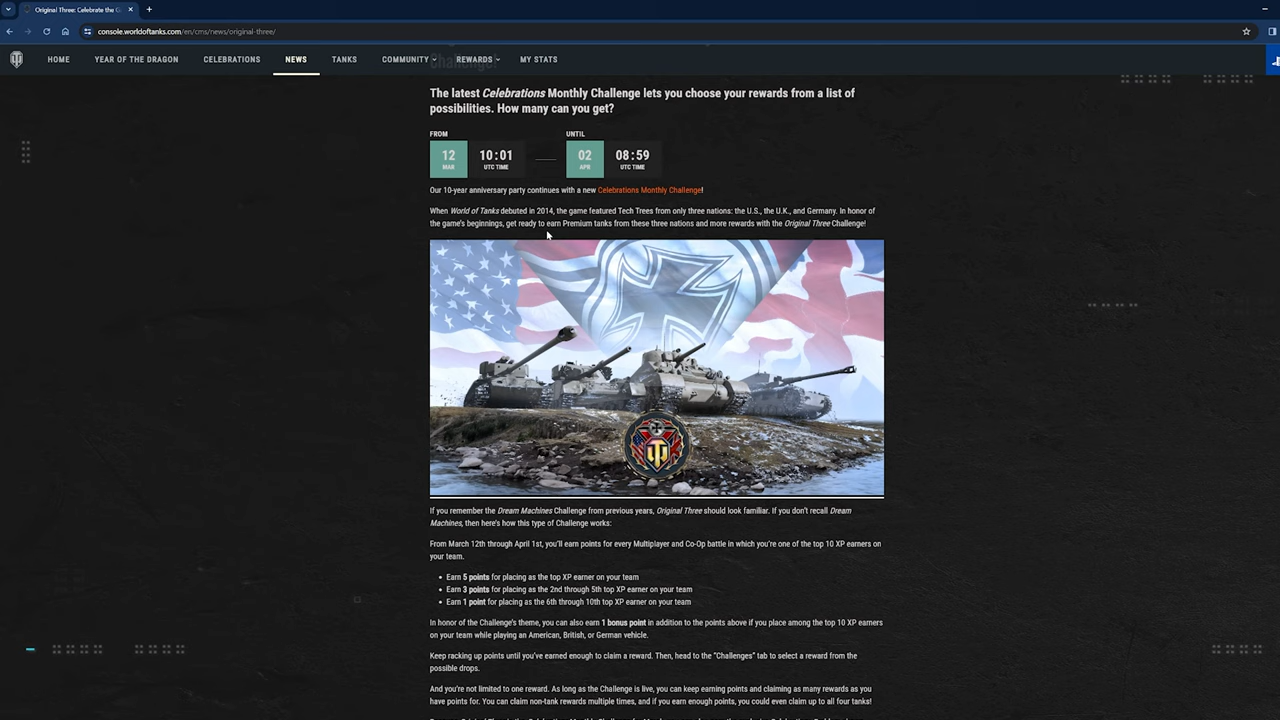 Original Three: Celebrate the G
console.worldoftanks.com/en/cms/news/original-three/
HOME
YEAR OF THE DRAGON
CELEBRATIONS
NEWS
TANKS
COMMUNITY
REWARDS
MY STATS
Challenge!
The latest Celebrations Monthly Challenge lets you choose your rewards from a list of
possibilities. How many can you get?
FROM
UNTIL
12
MAR
10:01
UTC TIME
02
APR
08:59
UTC TIME
Our 10-year anniversary party continues with a new Celebrations Monthly Challenge!
When World of Tanks debuted in 2014, the game featured Tech Trees from only three nations: the U.S., the U.K., and Germany. In honor of
the game's beginnings, get ready to earn Premium tanks from these three nations and more rewards with the Original Three Challenge!
If you remember the Dream Machines Challenge from previous years, Original Three should look familiar. If you don't recall Dream
Machines, then here's how this type of Challenge works:
From March 12th through April 1st, you'll earn points for every Multiplayer and Co-Op battle in which you're one of the top 10 XP earners on
your team.
• Earn 5 points for placing as the top XP earner on your team
• Earn 3 points for placing as the 2nd through 5th top XP earner on your team
• Earn 1 point for placing as the 6th through 10th top XP earner on your team
In honor of the Challenge's theme, you can also earn 1 bonus point in addition to the points above if you place among the top 10 XP earners
on your team while playing an American, British, or German vehicle.
Keep racking up points until you've earned enough to claim a reward. Then, head to the "Challenges" tab to select a reward from the
possible drops.
And you're not limited to one reward. As long as the Challenge is live, you can keep earning points and claiming as many rewards as you
have points for. You can claim non-tank rewards multiple times, and if you earn enough points, you could even claim up to all four tanks!